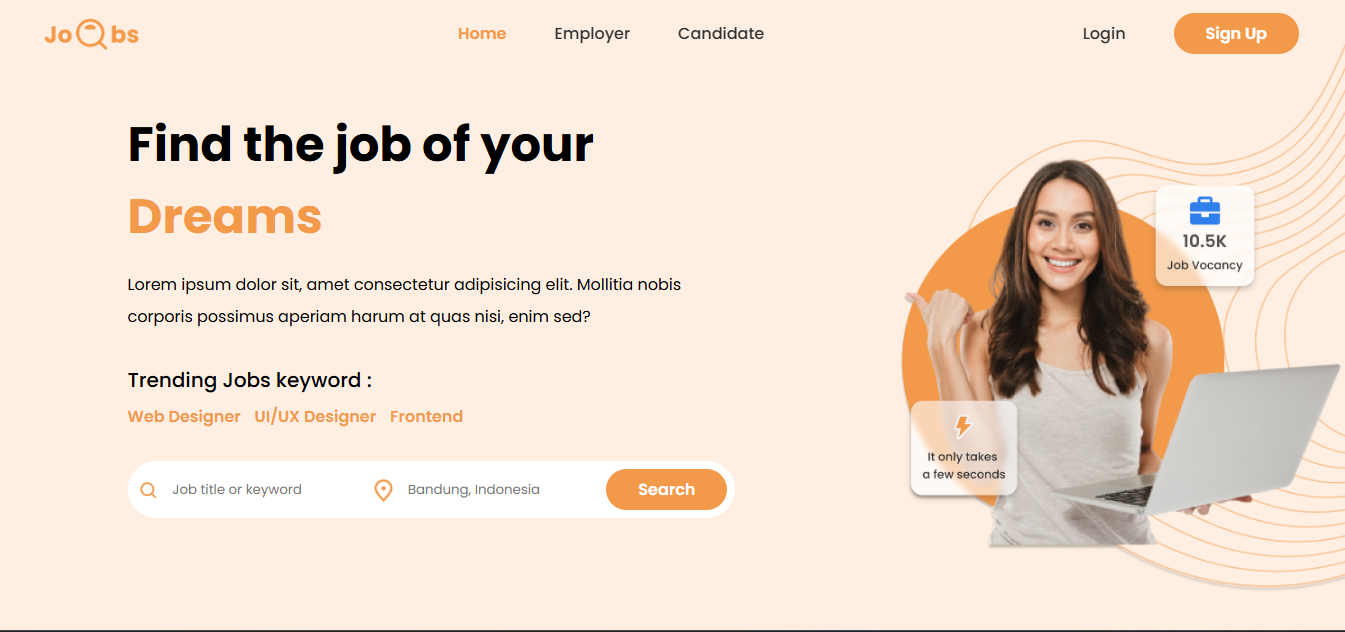 JoQbs
Home Employer Candidate
Login Sign Up
Find the job of your
Dreams
Lorem ipsum dolor sit, amet consectetur adipisicing elit. Mollitia nobis
corporis possimus aperiam harum at quas nisi, enim sed?
Trending Jobs keyword :
Web Designer UI/UX Designer Frontend
Job title or keyword Bandung, Indonesia Search
10.5K
Job Vocancy
It only takes
a few seconds